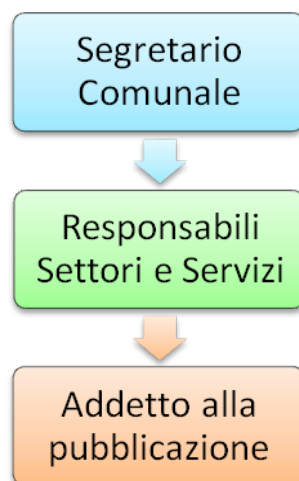 Segretario
Comunale
Responsabili
Settori e Servizi
Addetto alla
pubblicazione